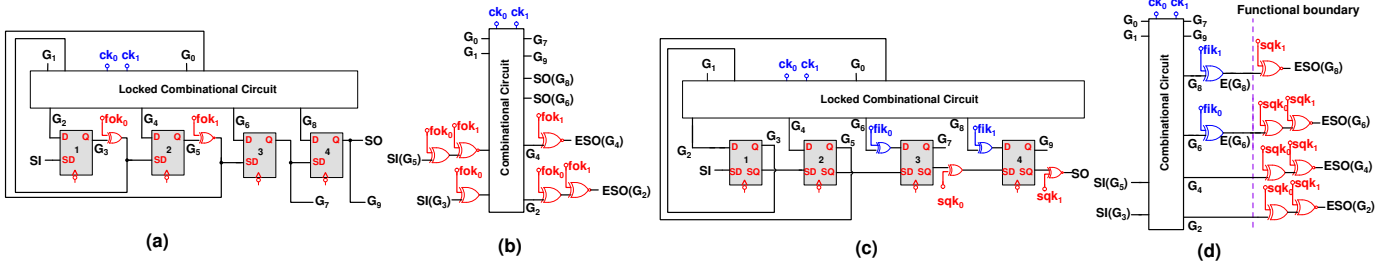 ck0 ck1
G1
G0
Locked Combinational Circuit
G2
fok0
G4
fok1
G6
G8
D Q
G3
D Q
G5
D Q
D Q
SO
SI
SD
1
SD
2
SD
3
SD
4
G7
G9
(a)
ck0 ck1
G0
G1
G7
G9
SO(G8)
SO(G6)
Combinational Circuit
fok0
fok1
SI(G5)
fok1
G4
ESO(G4)
fok0
SI(G3)
fok0
fok1
G2
ESO(G2)
(b)
G1
ck0 ck1
G0
Locked Combinational Circuit
G2
G4
G6
fik0
G8
fik1
G3
G5
G7
G9
D Q
D Q
D Q
D Q
1
2
3
4
SI
SD SQ
SD SQ
SD SQ
SD SQ
SO
sqk0
sqk1
(c)
ck0 ck1
G0
G1
G7
G9
Functional boundary
Combinational Circuit
fik1
sqk1
G8
E(G8)
ESO(G8)
fik0
sqk0
sqk1
G6
E(G6)
ESO(G6)
sqk0
sqk1
SI(G5)
G4
ESO(G4)
sqk0
sqk1
SI(G3)
G2
ESO(G2)
(d)